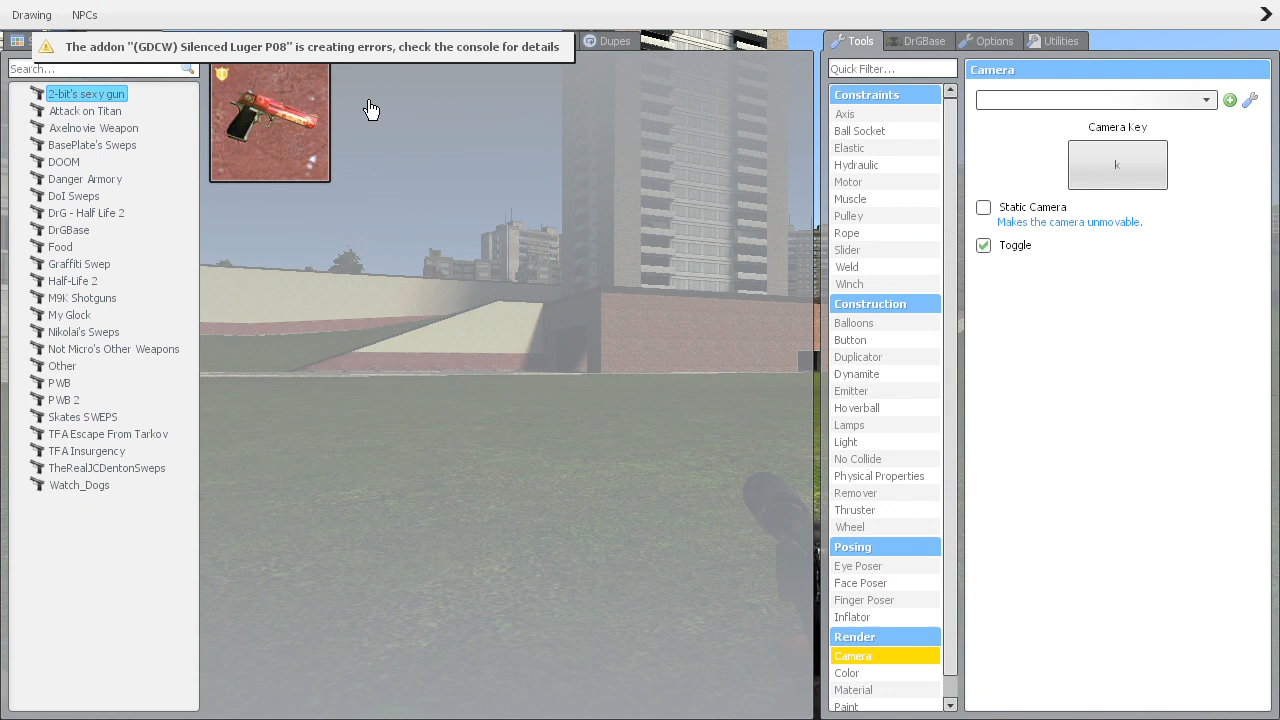 Drawing NPCs
The addon "(GDCW) Silenced Luger P08" is creating errors, check the console for details
Dupes
Tools DrGBase Options Utilities
Search...
2-bit's sexy gun
Attack on Titan
Axelnovie Weapon
BasePlate's Sweps
DOOM
Danger Armory
DoI Sweps
DrG - Half Life 2
DrGBase
Food
Graffiti Swep
Half-Life 2
M9K Shotguns
My Glock
Nikolai's Sweps
Not Micro's Other Weapons
Other
PWB
PWB 2
Skates SWEPS
TFA Escape From Tarkov
TFA Insurgency
TheRealJCDentonSweps
Watch_Dogs
Quick Filter...
Constraints
Axis
Ball Socket
Elastic
Hydraulic
Motor
Muscle
Pulley
Rope
Slider
Weld
Winch
Construction
Balloons
Button
Duplicator
Dynamite
Emitter
Hoverball
Lamps
Light
No Collide
Physical Properties
Remover
Thruster
Wheel
Posing
Eye Poser
Face Poser
Finger Poser
Inflator
Render
Camera
Color
Material
Paint
Camera
Camera Key
k
Static Camera
Makes the camera unmovable.
Toggle